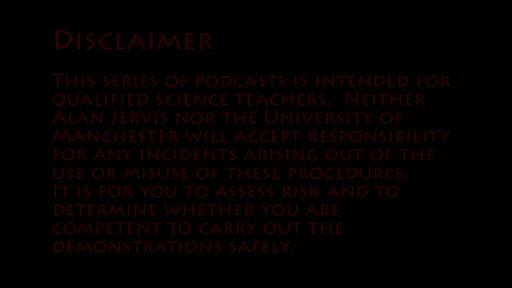 Disclaimer
This series of podcasts is intended for
qualified science teachers. Neither
Alan Jervis nor the University of
Manchester will accept responsibility
for any incidents arising out of the
use or misuse of these procedures.
It is for you to assess risk and to
determine whether you are
competent to carry out the
demonstrations safely.